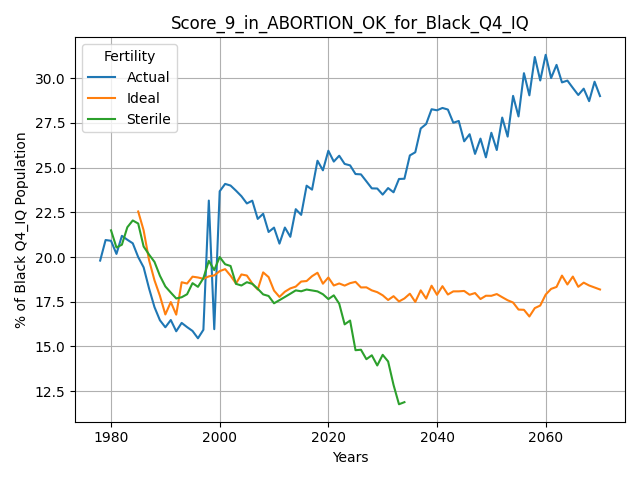 Score_9_in_ABORTION_OK_for_Black_Q4_IQ
Fertility
Actual
Ideal
Sterile
% of Black Q4_IQ Population
30.0
27.5
25.0
22.5
20.0
17.5
15.0
12.5
1980
2000
2020
2040
2060
Years